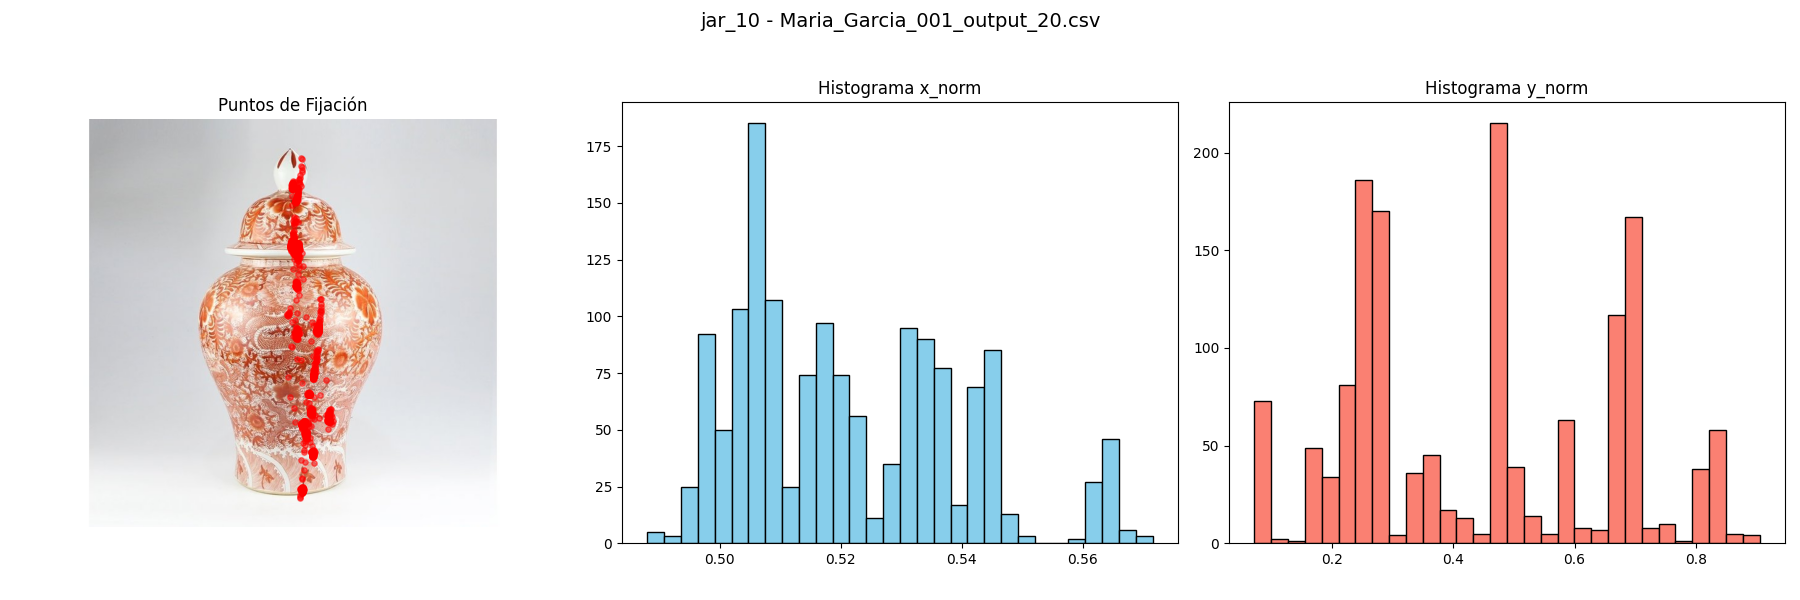 jar_10 - Maria_Garcia_001_output_20.csv
Puntos de Fijación
Histograma x_norm
175
150
125
100
75
50
25
0
0.50 0.52 0.54 0.56
Histograma y_norm
200
150
100
50
0
0.2 0.4 0.6 0.8